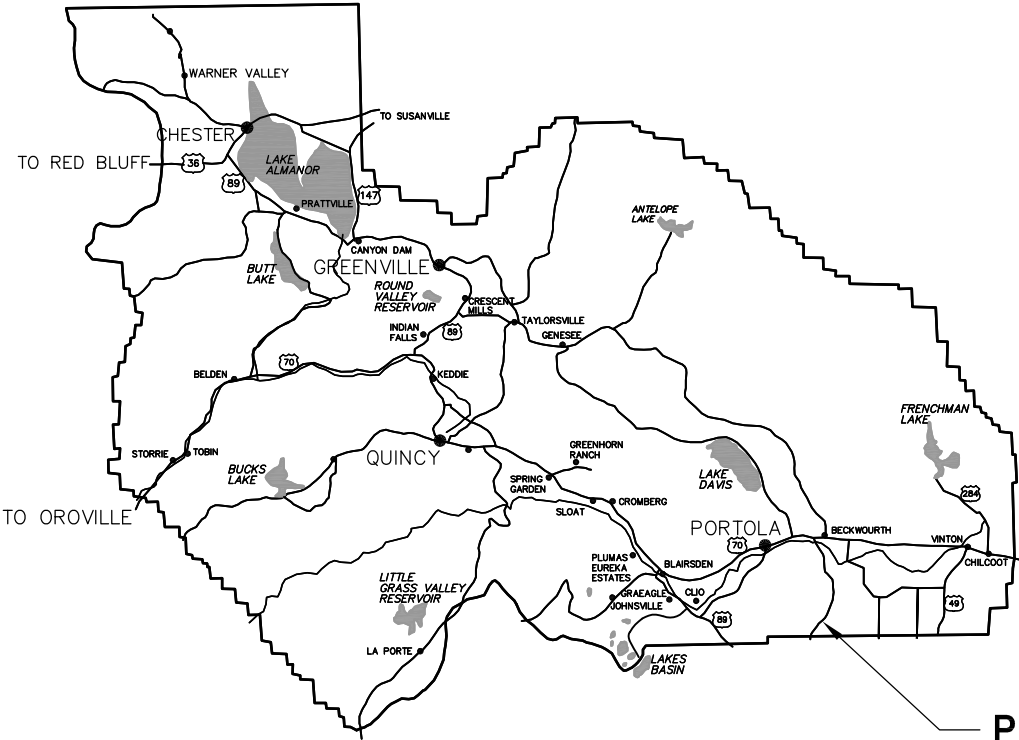 WARNER VALLEY
TO SUSANVILLE
CHESTER
TO RED BLUFF
36
LAKE
ALMANOR
89
147
PRATTVILLE
ANTELOPE
LAKE
CANYON DAM
BUTT
LAKE
GREENVILLE
ROUND
VALLEY
RESERVOIR
CRESCENT
MILLS
TAYLORSVILLE
INDIAN
FALLS
89
GENESEE
70
BELDEN
KEDDIE
FRENCHMAN
LAKE
STORRIE
TOBIN
QUINCY
GREENHORN
RANCH
BUCKS
LAKE
SPRING
GARDEN
LAKE
DAVIS
284
CROMBERG
SLOAT
TO OROVILLE
PORTOLA
BECKWOURTH
70
VINTON
CHILCOOT
PLUMAS
EUREKA
ESTATES
BLAIRSDEN
LITTLE
GRASS VALLEY
RESERVOIR
GRAEAGLE
CLIO
JOHNSVILLE
49
89
LA PORTE
LAKES
BASIN
P